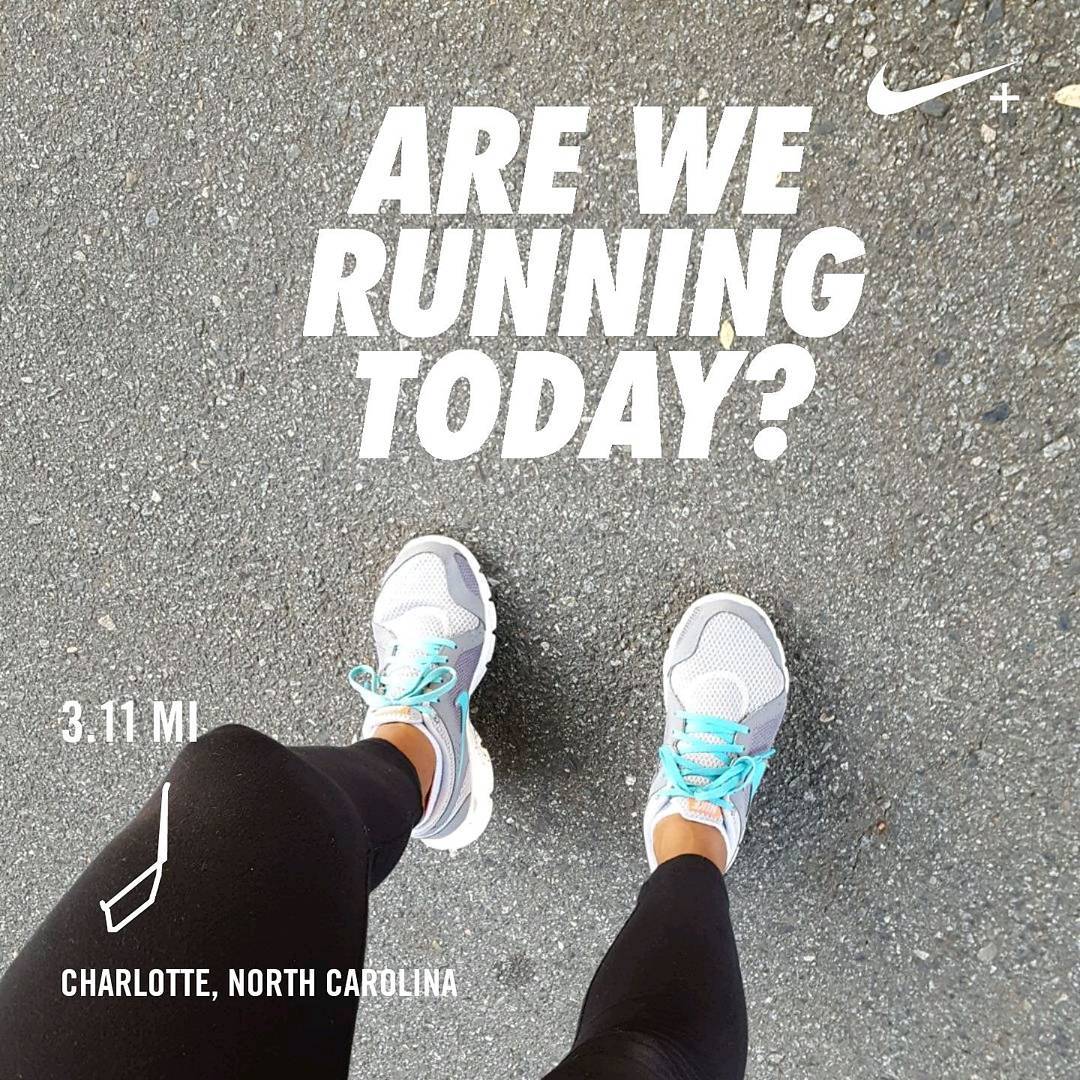 +
ARE WE
RUNNING
TODAY?
3.11 MI
CHARLOTTE, NORTH CAROLINA